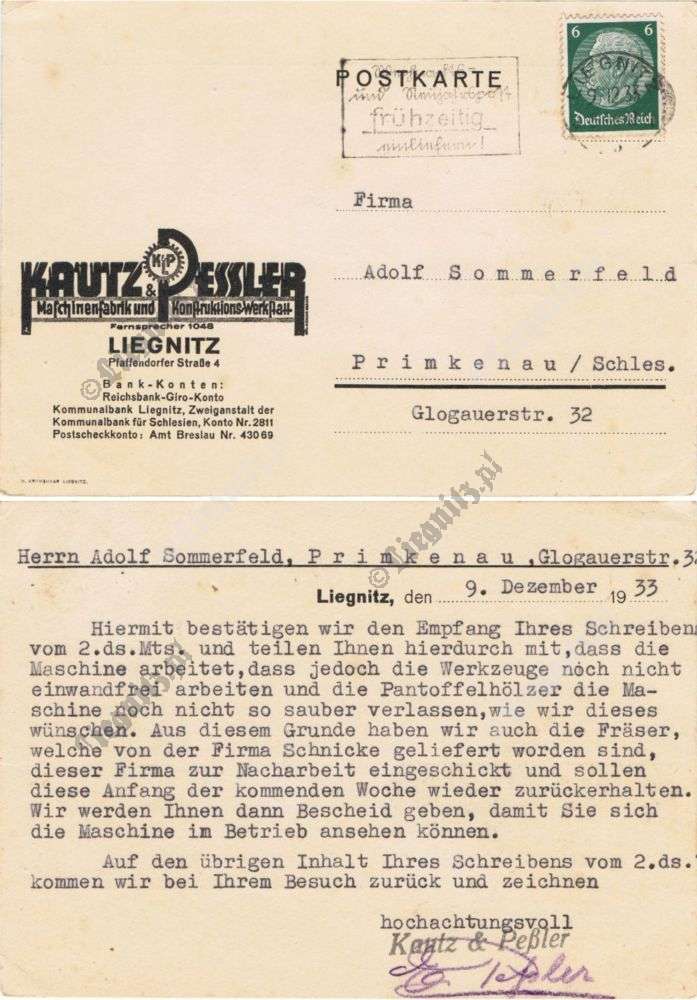 POSTKARTE
und Neujahrspost
frühzeitig
einliefern!
6 6
Deutsches Reich
LIEGNITZ
Firma
Adolf Sommerfeld
Primkenau/Schles.
Glogauerstr. 32
K&P
KAUTZ & PESSLER
Maschinenfabrik und Konstruktions-Werkstatt
Fernsprecher 1048
LIEGNITZ
Pfaffendorfer Straße 4
Bank-Konten:
Reichsbank-Giro-Konto
Kommunalbank Liegnitz, Zweiganstalt der
Kommunalbank für Schlesien, Konto Nr. 2811
Postscheckkonto: Amt Breslau Nr. 43069
© Liegnitz.pl
Herrn Adolf Sommerfeld, Primkenau ,Glogauerstr.32
Liegnitz, den 9. Dezember 1933
Hiermit bestätigen wir den Empfang Ihres Schreibens
vom 2.ds.Mts. und teilen Ihnen hierdurch mit,dass die
Maschine arbeitet,dass jedoch die Werkzeuge noch nicht
einwandfrei arbeiten und die Pantoffelhölzer die Ma-
schine noch nicht so sauber verlassen,wie wir dieses
wünschen. Aus diesem Grunde haben wir auch die Fräser,
welche von der Firma Schnicke geliefert worden sind,
dieser Firma zur Nacharbeit eingeschickt und sollen
diese Anfang der kommenden Woche wieder zurückerhalten.
Wir werden Ihnen dann Bescheid geben, damit Sie sich
die Maschine im Betrieb ansehen können.
Auf den übrigen Inhalt Ihres Schreibens vom 2.ds.
kommen wir bei Ihrem Besuch zurück und zeichnen
hochachtungsvoll
Kautz & Peßler